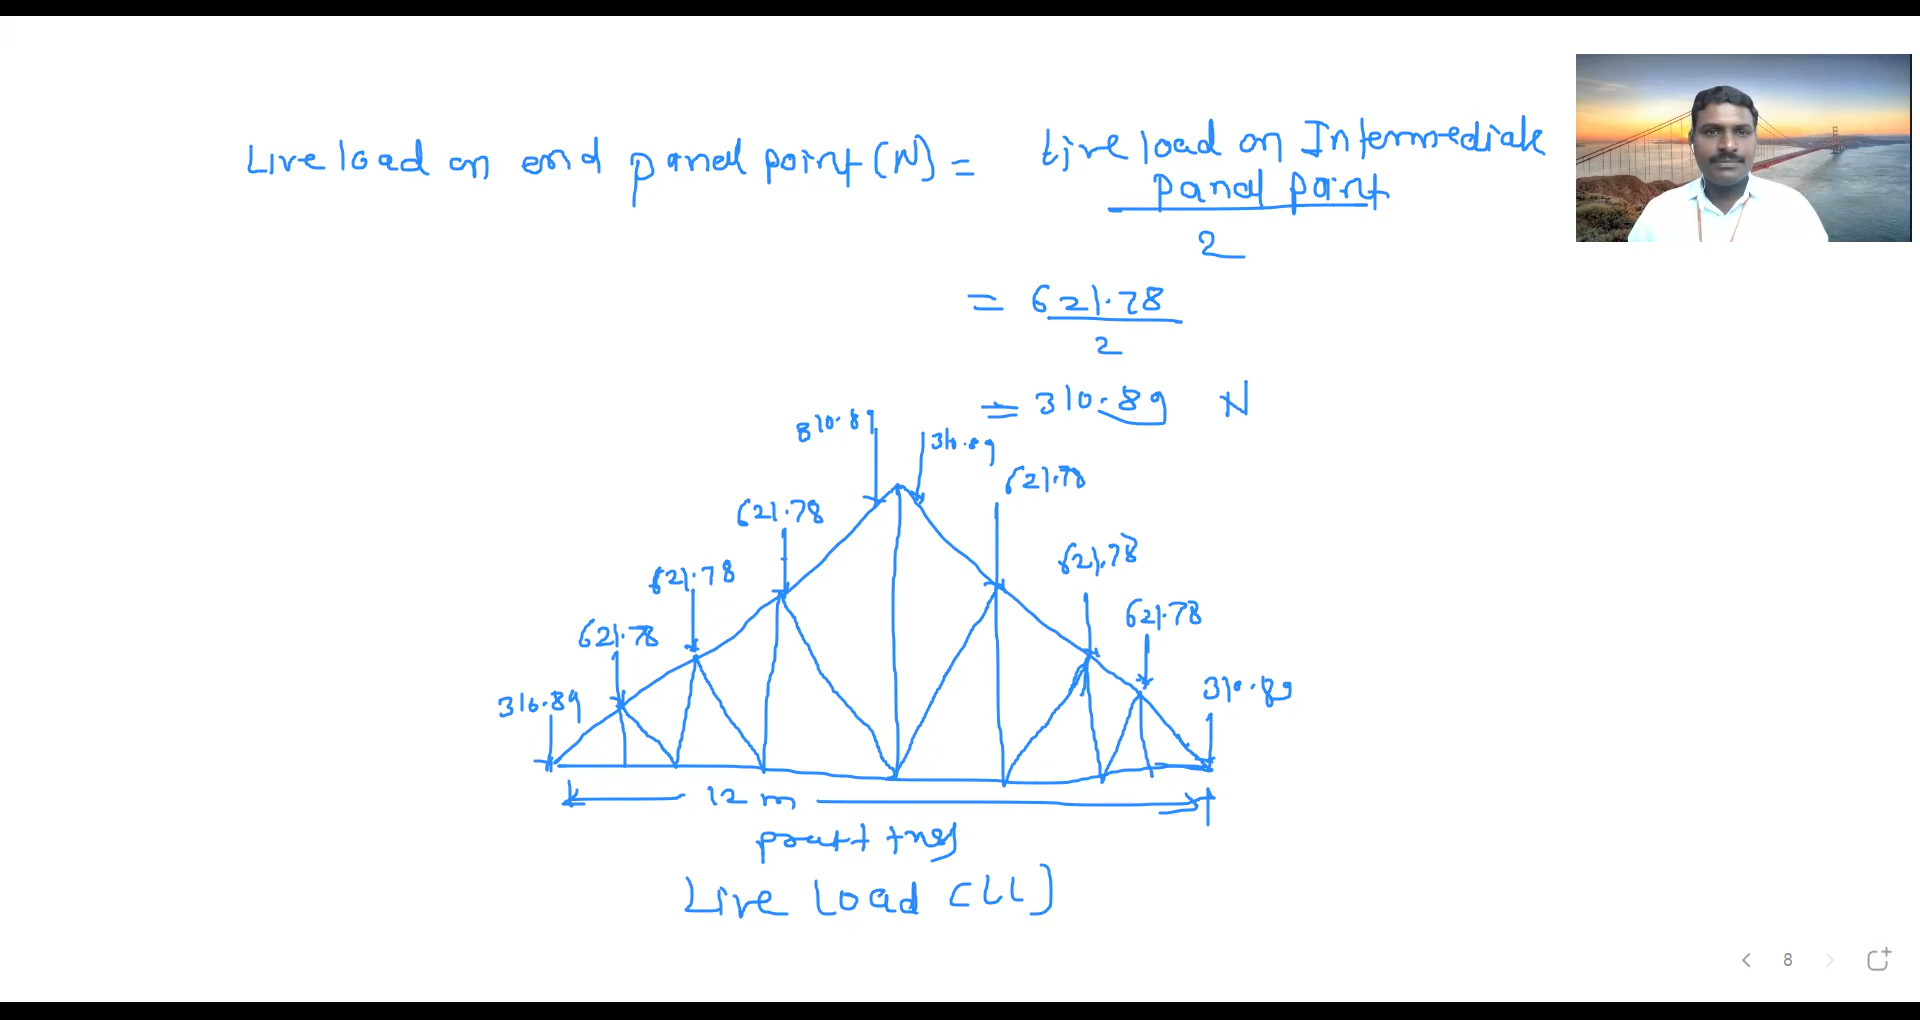 Live load on end panel point (N) = Live load on Intermediate
panel point
2
= 621.78
2
= 310.89 N
310.89
310.89
621.78
621.78
621.78
621.78
621.78
621.78
310.89
310.89
12 m
pratt truss
Live Load (LL)
8